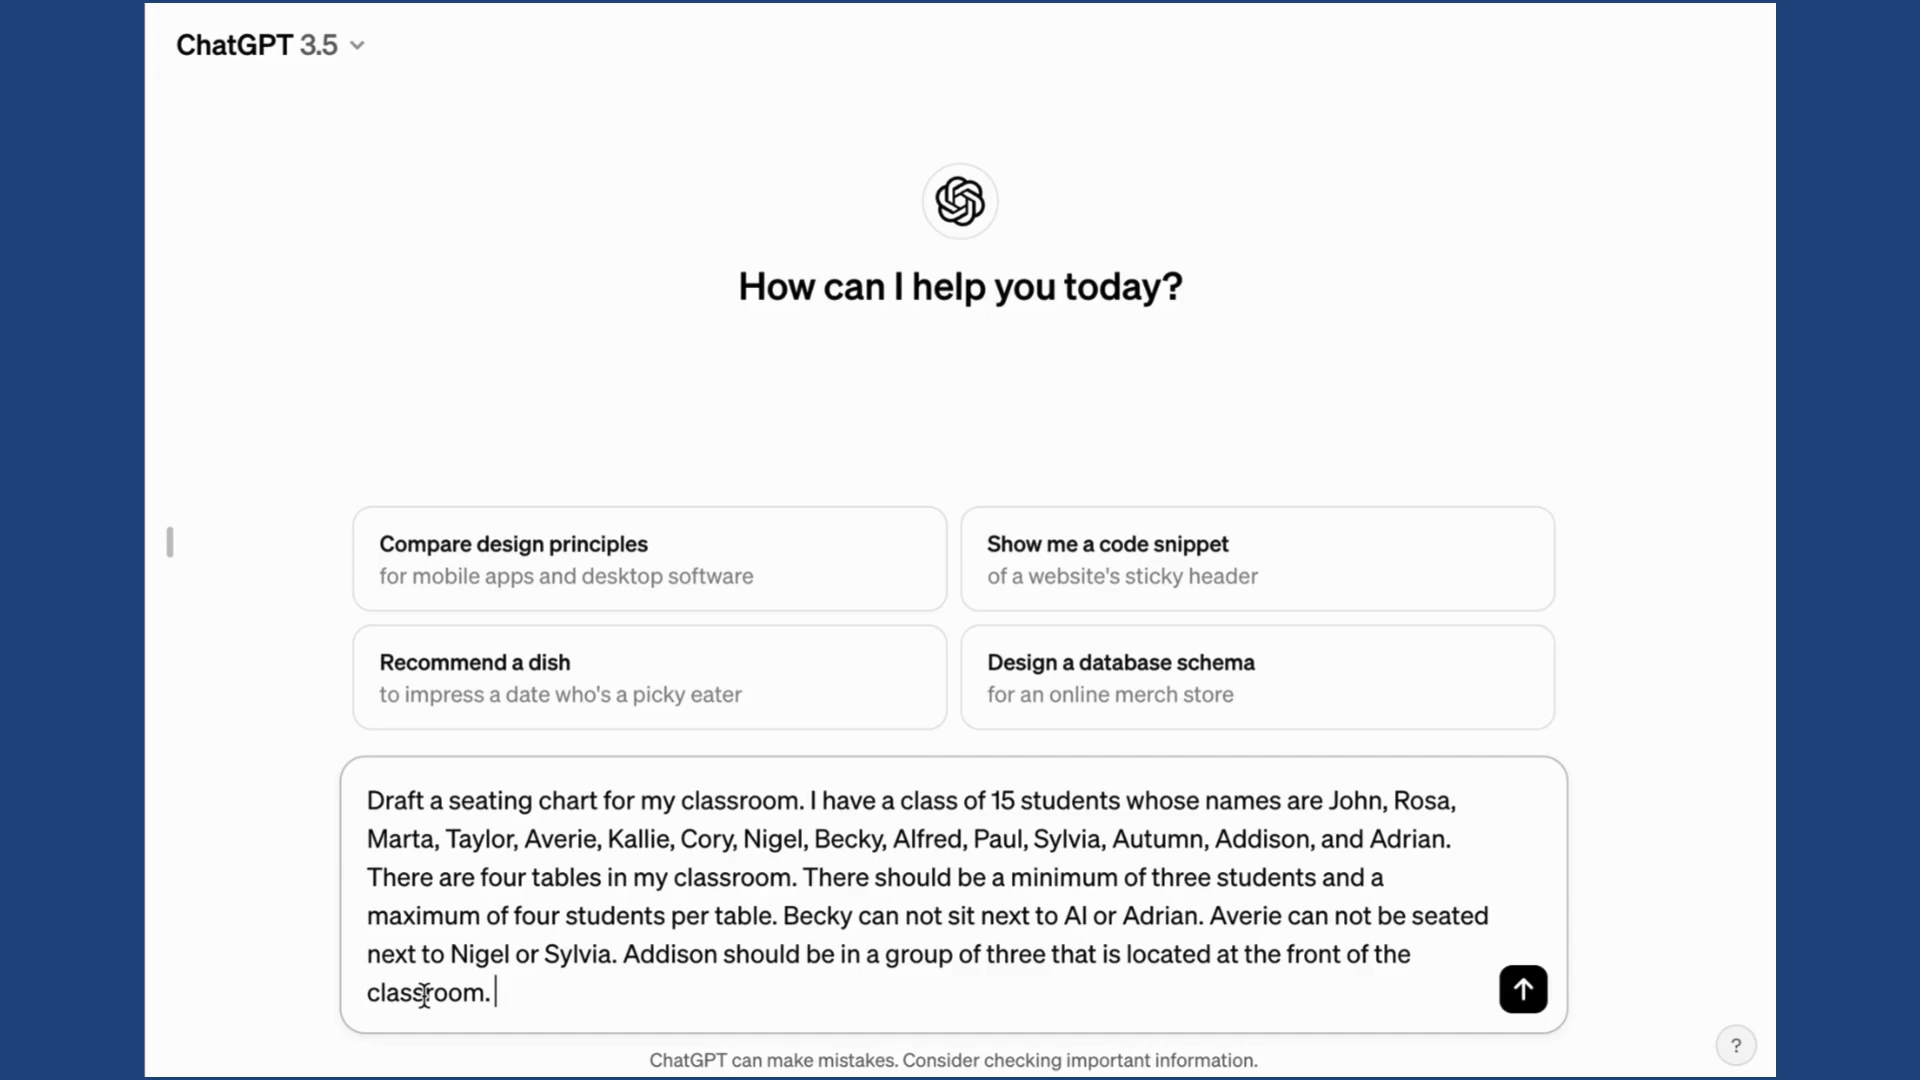 ChatGPT 3.5
How can I help you today?
Compare design principles
for mobile apps and desktop software
Show me a code snippet
of a website's sticky header
Recommend a dish
to impress a date who's a picky eater
Design a database schema
for an online merch store
Draft a seating chart for my classroom. I have a class of 15 students whose names are John, Rosa,
Marta, Taylor, Averie, Kallie, Cory, Nigel, Becky, Alfred, Paul, Sylvia, Autumn, Addison, and Adrian.
There are four tables in my classroom. There should be a minimum of three students and a
maximum of four students per table. Becky can not sit next to Al or Adrian. Averie can not be seated
next to Nigel or Sylvia. Addison should be in a group of three that is located at the front of the
classroom.
ChatGPT can make mistakes. Consider checking important information.
?